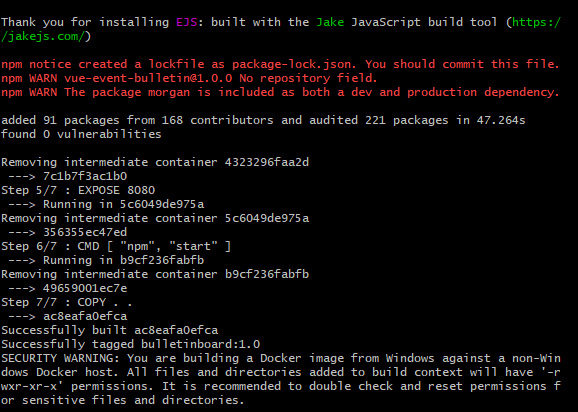 Thank you for installing EJS: built with the Jake JavaScript build tool (https:/
/jakejs.com/)
npm notice created a lockfile as package-lock.json. You should commit this file.
npm WARN vue-event-bulletin@1.0.0 No repository field.
npm WARN The package morgan is included as both a dev and production dependency.
added 91 packages from 168 contributors and audited 221 packages in 47.264s
found 0 vulnerabilities
Removing intermediate container 4323296faa2d
---> 7c1b7f3ac1b0
Step 5/7 : EXPOSE 8080
---> Running in 5c6049de975a
Removing intermediate container 5c6049de975a
---> 356355ec47ed
Step 6/7 : CMD [ "npm", "start" ]
---> Running in b9cf236fabfb
Removing intermediate container b9cf236fabfb
---> 49659001ec7e
Step 7/7 : COPY . .
---> ac8eafa0efca
Successfully built ac8eafa0efca
Successfully tagged bulletinboard:1.0
SECURITY WARNING: You are building a Docker image from Windows against a non-Win
dows Docker host. All files and directories added to build context will have '-r
wxr-xr-x' permissions. It is recommended to double check and reset permissions f
or sensitive files and directories.